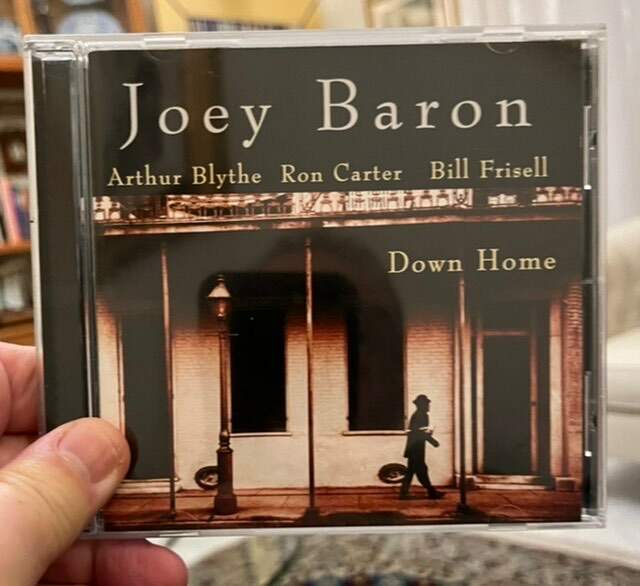 Joey Baron
Arthur Blythe Ron Carter Bill Frisell
Down Home